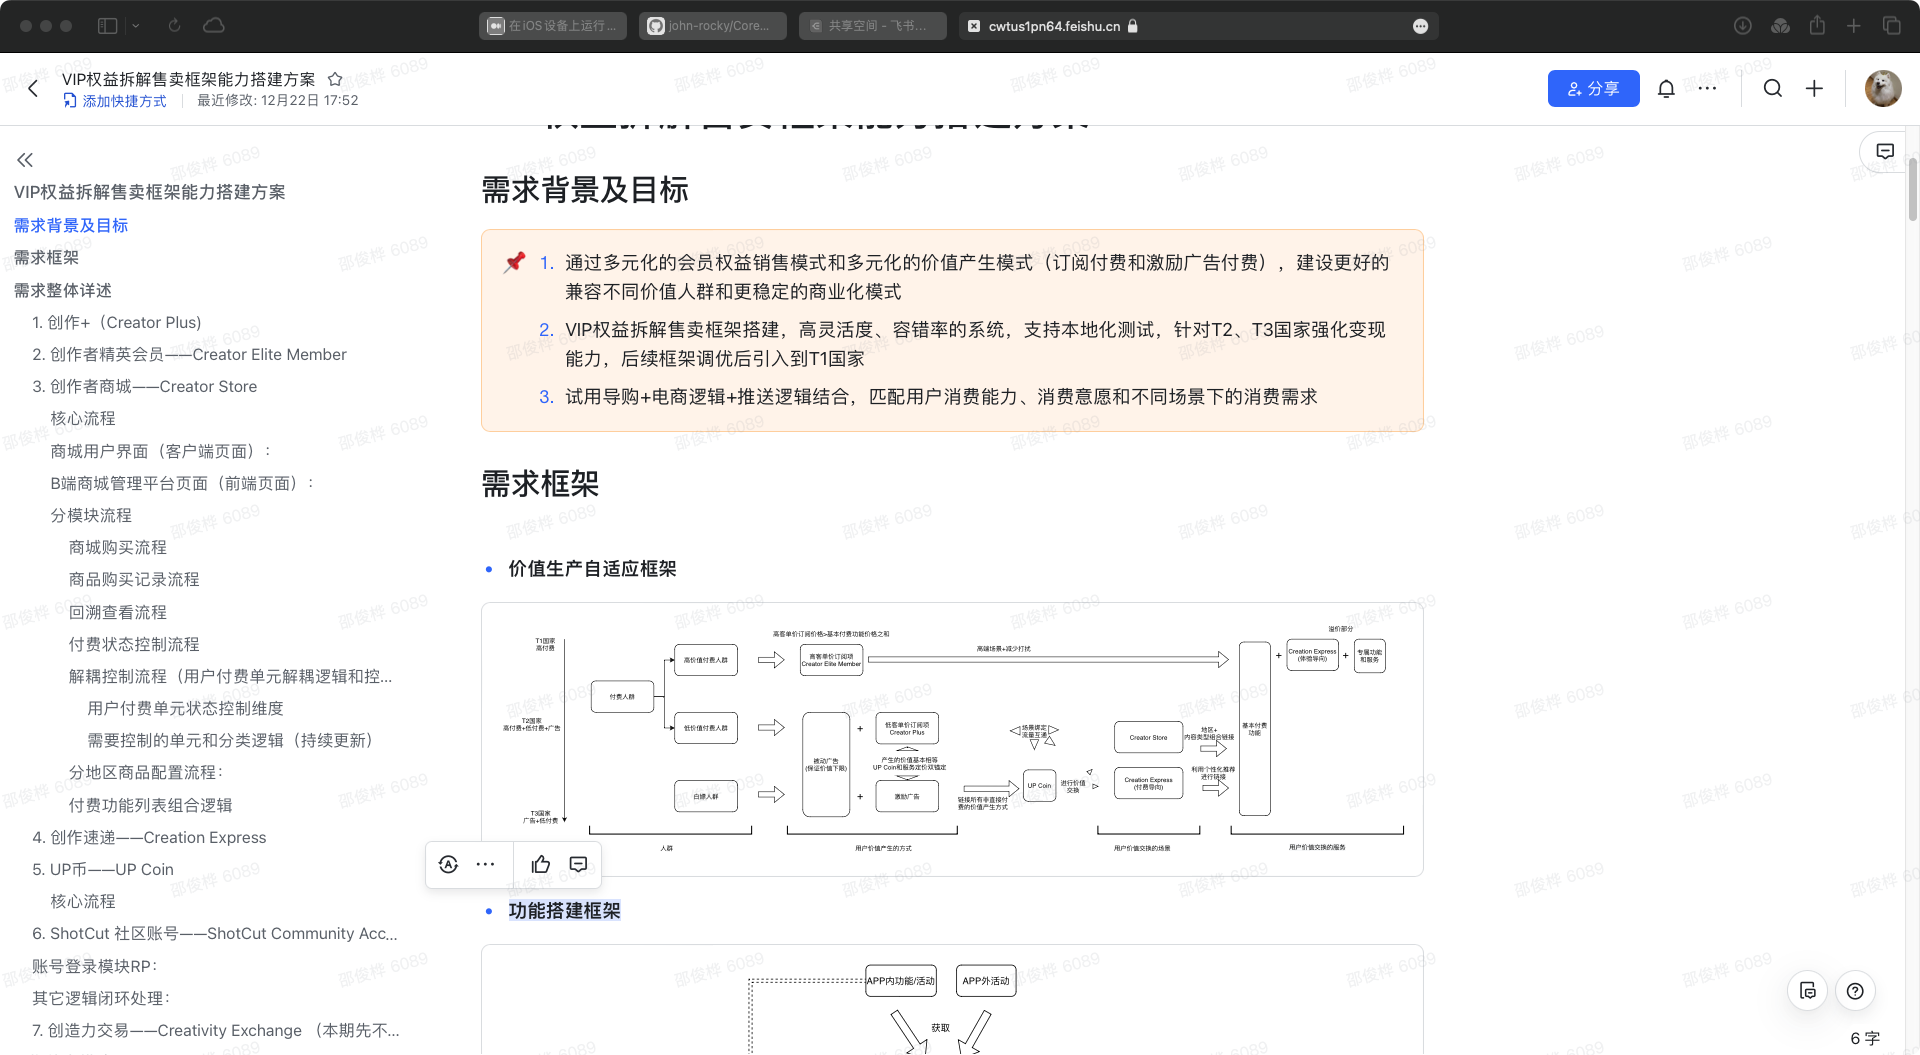 在iOS设备上运行 ...
john-rocky/Core...
共享空间 - 飞书...
cwtus1pn64.feishu.cn
VIP权益拆解售卖框架能力搭建方案
添加快捷方式
最近修改: 12月22日 17:52
分享
VIP权益拆解售卖框架能力搭建方案
需求背景及目标
需求框架
需求整体详述
1. 创作+（Creator Plus)
2. 创作者精英会员——Creator Elite Member
3. 创作者商城——Creator Store
核心流程
商城用户界面（客户端页面）:
B端商城管理平台页面（前端页面）:
分模块流程
商城购买流程
商品购买记录流程
回溯查看流程
付费状态控制流程
解耦控制流程（用户付费单元解耦逻辑和控...
用户付费单元状态控制维度
需要控制的单元和分类逻辑（持续更新）
分地区商品配置流程:
付费功能列表组合逻辑
4. 创作速递——Creation Express
5. UP币——UP Coin
核心流程
6. ShotCut 社区账号——ShotCut Community Acc...
账号登录模块RP:
其它逻辑闭环处理:
7. 创造力交易——Creativity Exchange （本期先不...
权益拆解售卖框架能力搭建方案
需求背景及目标
1. 通过多元化的会员权益销售模式和多元化的价值产生模式（订阅付费和激励广告付费），建设更好的
兼容不同价值人群和更稳定的商业化模式
2. VIP权益拆解售卖框架搭建，高灵活度、容错率的系统，支持本地化测试，针对T2、T3国家强化变现
能力，后续框架调优后引入到T1国家
3. 试用导购+电商逻辑+推送逻辑结合，匹配用户消费能力、消费意愿和不同场景下的消费需求
需求框架
价值生产自适应框架
T1国家
高付费
T2国家
高付费+低付费+广告
T3国家
广告+低付费
付费人群
高价值付费人群
低价值付费人群
白嫖人群
人群
高客单价订阅价格>基本付费功能价格之和
高客单价订阅项
Creator Elite Member
高端场景+减少打扰
被动广告
(保证价值下限)
+
低客单价订阅项
Creator Plus
产生的价值基本相等
UP Coin和服务定价双锚定
+
激励广告
用户价值产生的方式
链接所有非直接付
费的价值产生方式
场景绑定
流量互通
UP Coin
进行价值
交换
Creator Store
Creation Express
(付费导向)
用户价值交换的场景
地区+
内容类型组合链接
利用个性化推荐
进行链接
基本付费
功能
溢价部分
+
Creation Express
(体验导向)
+
专属功能
和服务
用户价值交换的服务
功能搭建框架
APP内功能/活动
APP外活动
获取
6 字
邵俊桦 6089